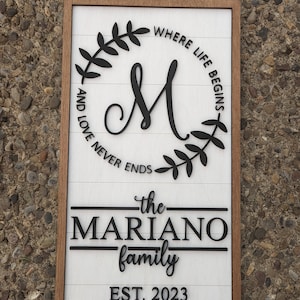 WHERE LIFE BEGINS
M
AND LOVE NEVER ENDS
the
MARIANO
family
EST. 2023